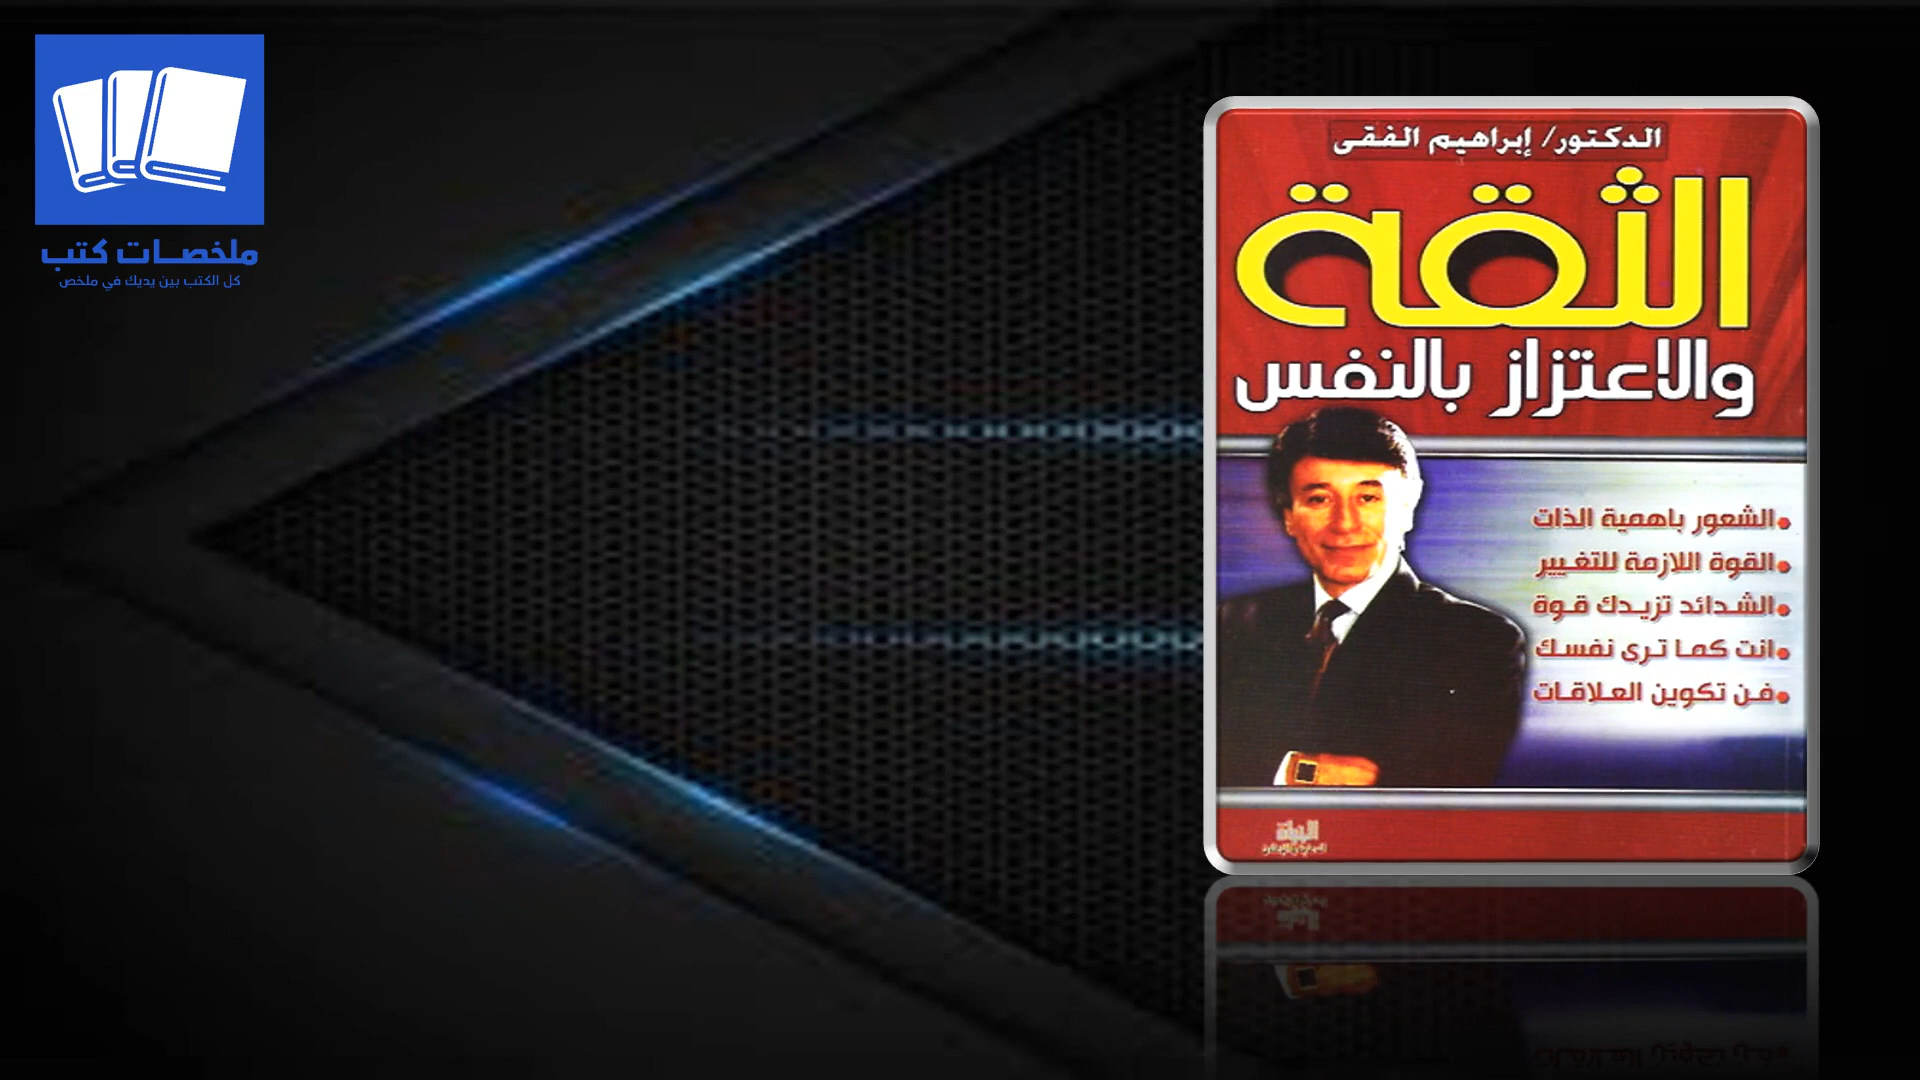 ملخصات كتب
كل الكتب بين يديك في ملخص
الدكتور/ إبراهيم الفقى
الثقة
والاعتزاز بالنفس
الشعور باهمية الذات
القوة اللازمة للتغيير
الشدائد تزيدك قوة
انت كما ترى نفسك
فن تكوين العلاقات